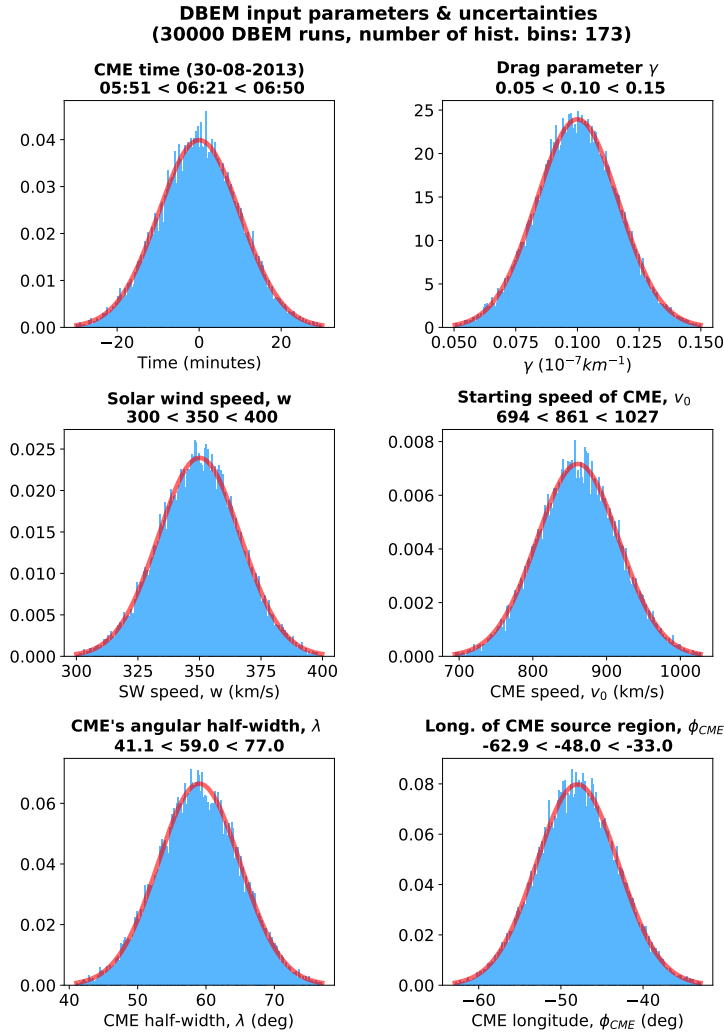 DBEM input parameters & uncertainties
(30000 DBEM runs, number of hist. bins: 173)
CME time (30-08-2013)
05:51 < 06:21 < 06:50
0.04
0.03
0.02
0.01
0.00
−20
0
20
Time (minutes)
Drag parameter γ
0.05 < 0.10 < 0.15
25
20
15
10
5
0
0.050
0.075
0.100
0.125
0.150
γ (10⁻⁷km⁻¹)
Solar wind speed, w
300 < 350 < 400
0.025
0.020
0.015
0.010
0.005
0.000
300
325
350
375
400
SW speed, w (km/s)
Starting speed of CME, v₀
694 < 861 < 1027
0.008
0.006
0.004
0.002
0.000
700
800
900
1000
CME speed, v₀ (km/s)
CME's angular half-width, λ
41.1 < 59.0 < 77.0
0.06
0.04
0.02
0.00
40
50
60
70
CME half-width, λ (deg)
Long. of CME source region, ϕCME
-62.9 < -48.0 < -33.0
0.08
0.06
0.04
0.02
0.00
−60
−50
−40
CME longitude, ϕCME (deg)